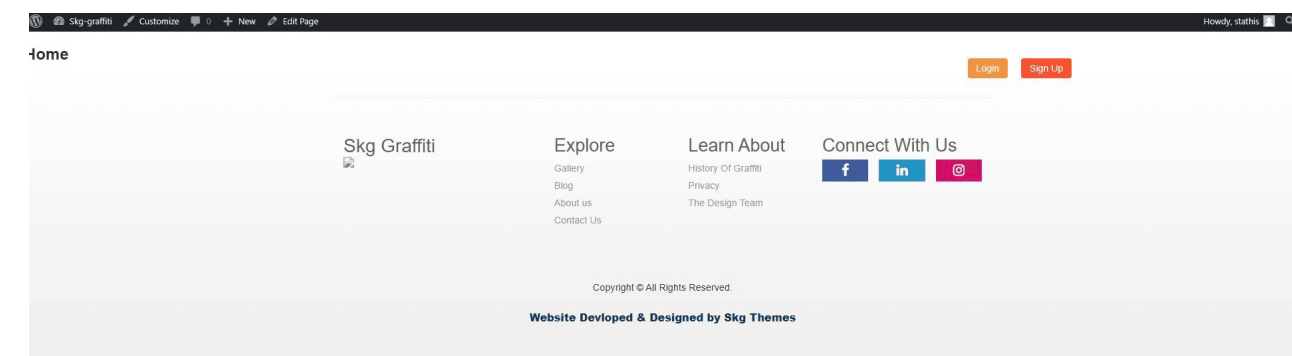 Skg-graffiti Customize 0 New Edit Page Howdy, stathis
Home
Login Sign Up
Skg Graffiti Explore Learn About Connect With Us
Gallery History Of Graffiti
Blog Privacy
About us The Design Team
Contact Us
Copyright © All Rights Reserved.
Website Devloped & Designed by Skg Themes